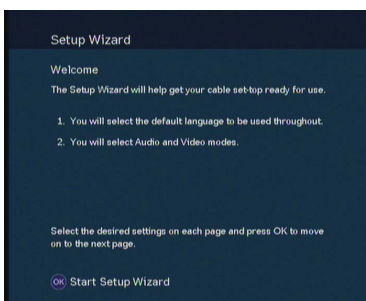 Setup Wizard
Welcome
The Setup Wizard will help get your cable set-top ready for use.
1. You will select the default language to be used throughout.
2. You will select Audio and Video modes.
Select the desired settings on each page and press OK to move
on to the next page.
OK Start Setup Wizard